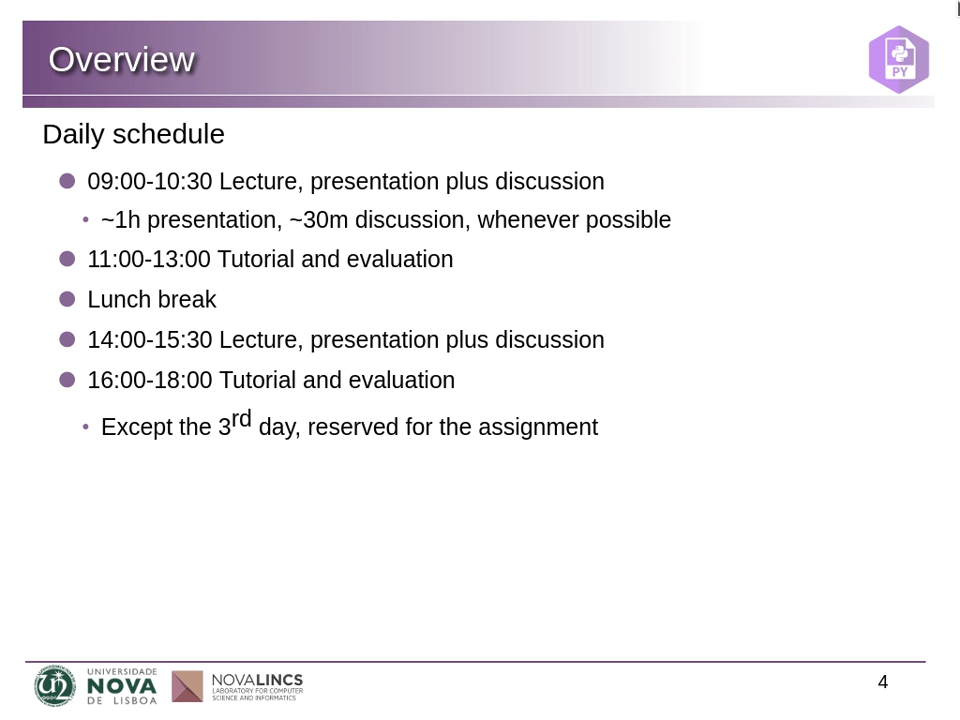 Overview
PY
Daily schedule
09:00-10:30 Lecture, presentation plus discussion
~1h presentation, ~30m discussion, whenever possible
11:00-13:00 Tutorial and evaluation
Lunch break
14:00-15:30 Lecture, presentation plus discussion
16:00-18:00 Tutorial and evaluation
Except the 3rd day, reserved for the assignment
UNIVERSIDADE
NOVA
DE LISBOA
NOVALINCS
LABORATORY FOR COMPUTER
SCIENCE AND INFORMATICS
4